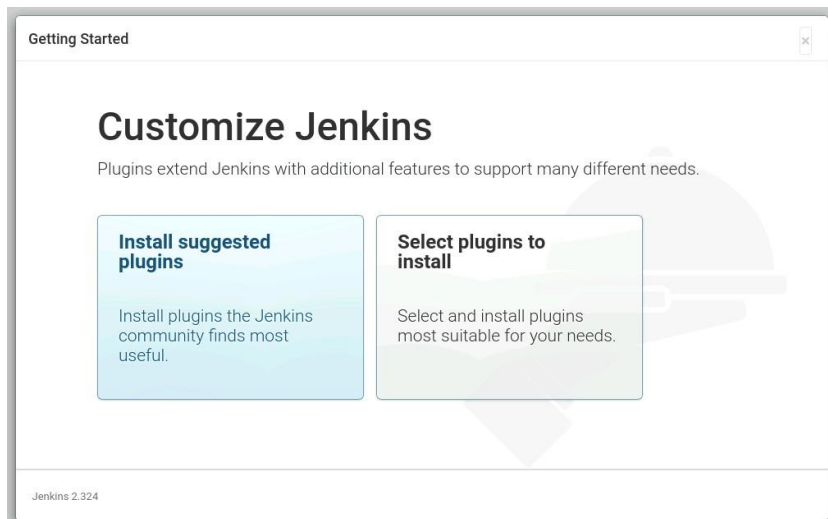 Getting Started
×
Customize Jenkins
Plugins extend Jenkins with additional features to support many different needs.
Install suggested
plugins
Install plugins the Jenkins
community finds most
useful.
Select plugins to
install
Select and install plugins
most suitable for your needs.
Jenkins 2.324